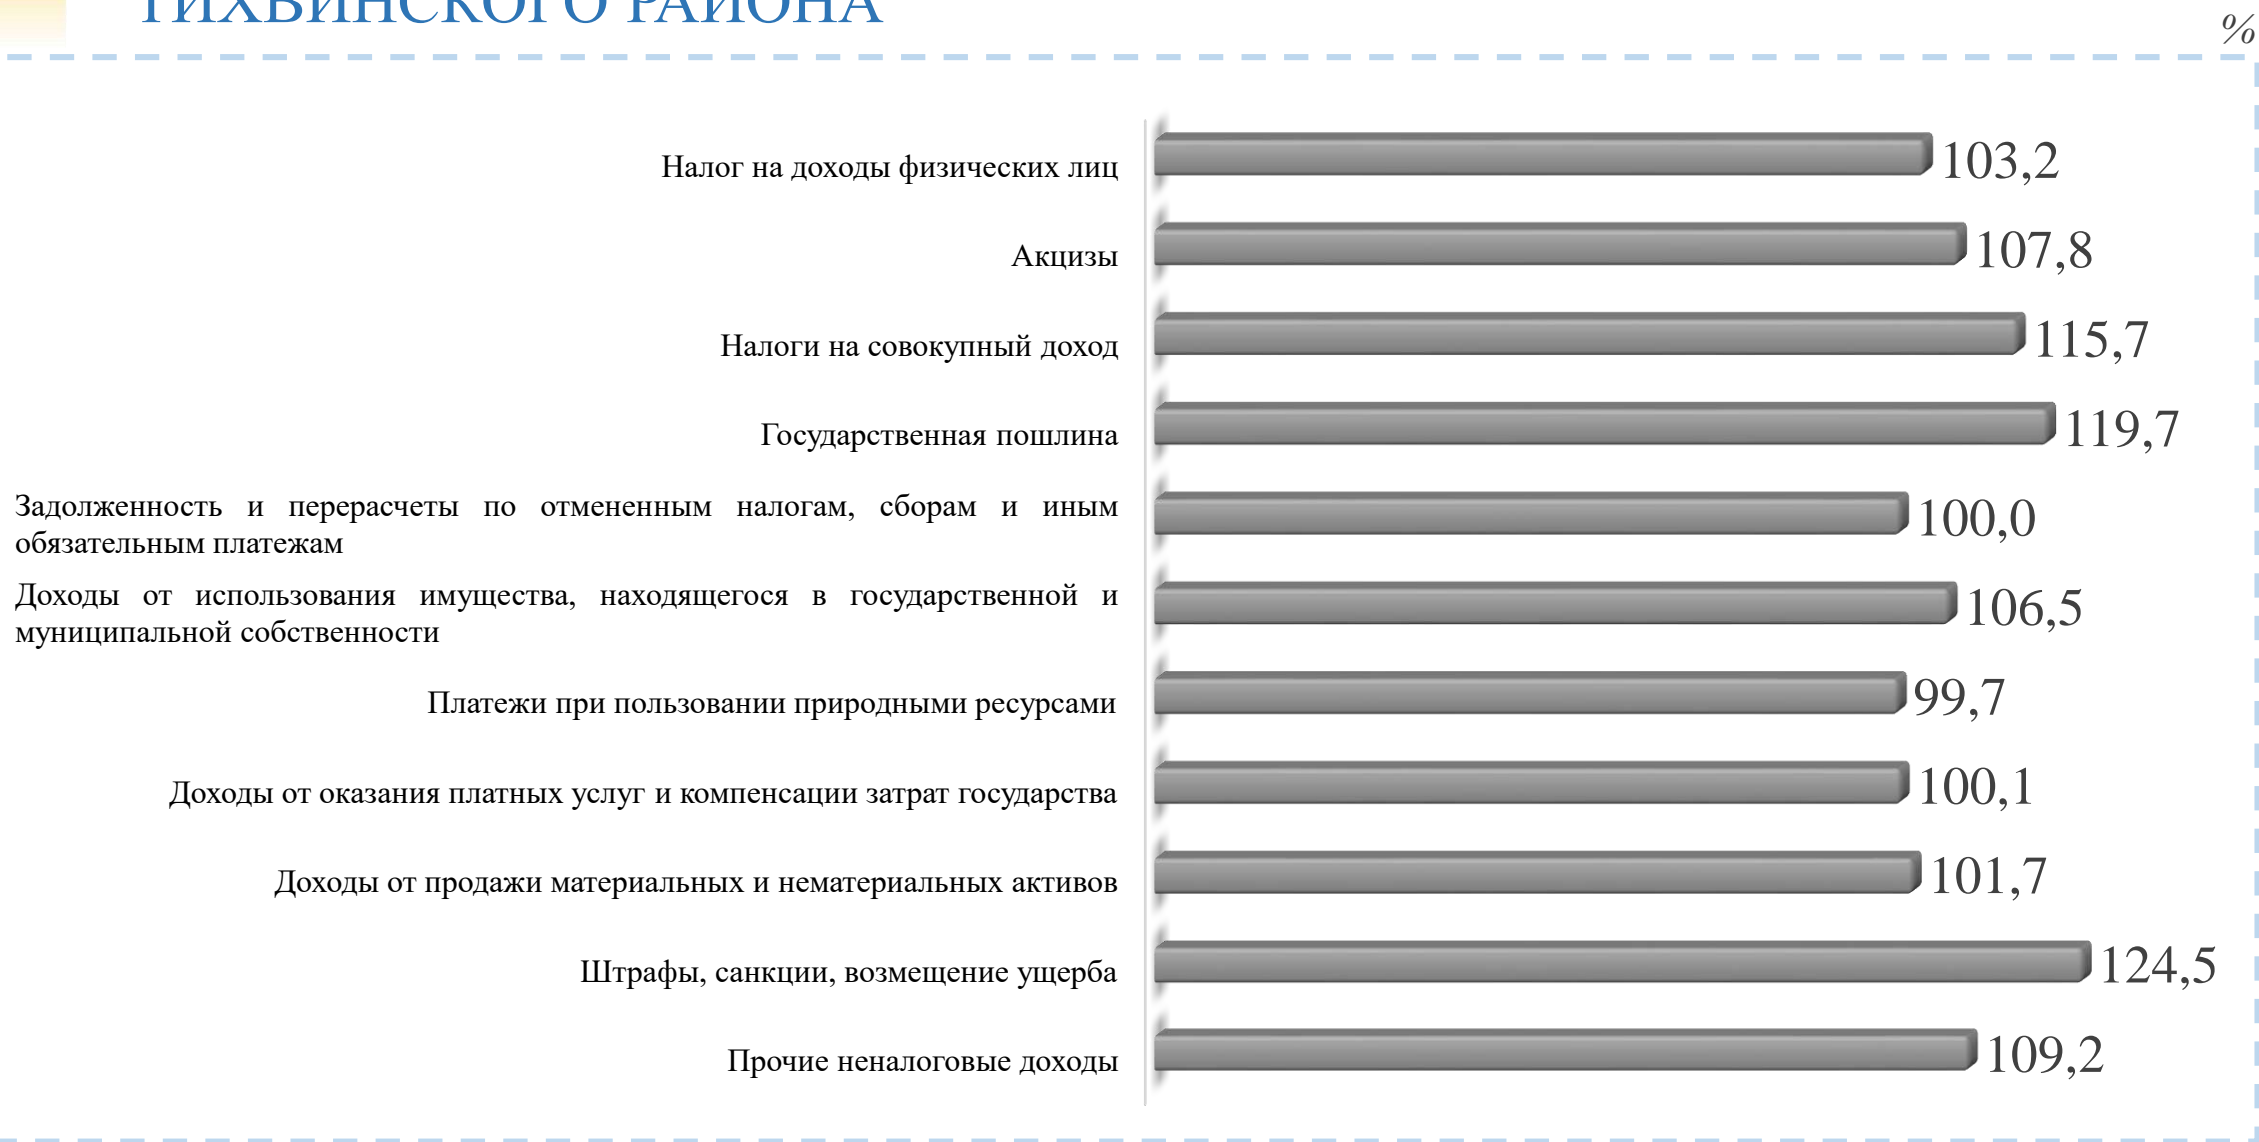 ТИХВИНСКОГО РАЙОНА
%
Налог на доходы физических лиц
103,2
Акцизы
107,8
Налоги на совокупный доход
115,7
Государственная пошлина
119,7
Задолженность и перерасчеты по отмененным налогам, сборам и иным
обязательным платежам
100,0
Доходы от использования имущества, находящегося в государственной и
муниципальной собственности
106,5
Платежи при пользовании природными ресурсами
99,7
Доходы от оказания платных услуг и компенсации затрат государства
100,1
Доходы от продажи материальных и нематериальных активов
101,7
Штрафы, санкции, возмещение ущерба
124,5
Прочие неналоговые доходы
109,2